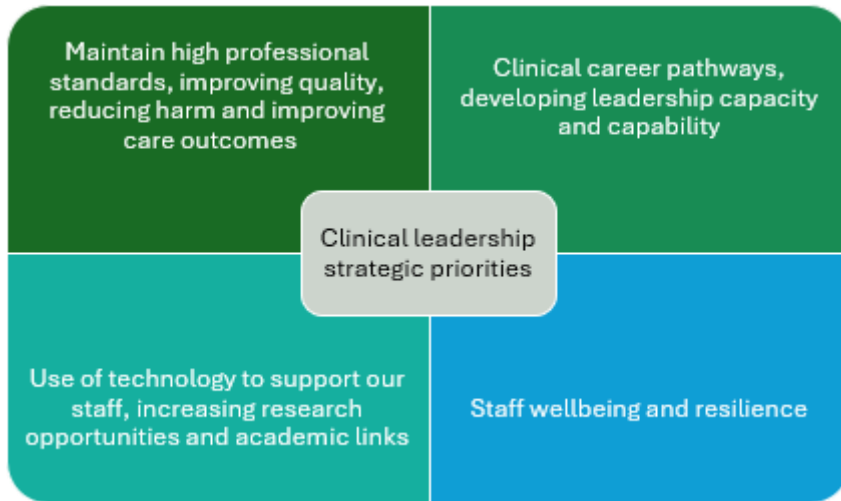 Maintain high professional
standards, improving quality,
reducing harm and improving
care outcomes
Clinical career pathways,
developing leadership capacity
and capability
Clinical leadership
strategic priorities
Use of technology to support our
staff, increasing research
opportunities and academic links
Staff wellbeing and resilience